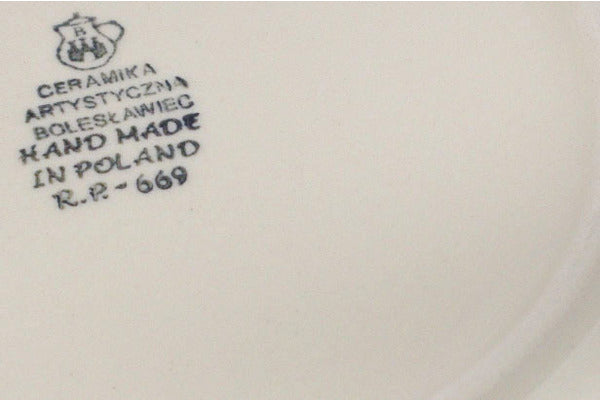 B
CERAMIKA
ARTYSTYCZNA
BOLESŁAWIEC
HAND MADE
IN POLAND
R.P. - 669